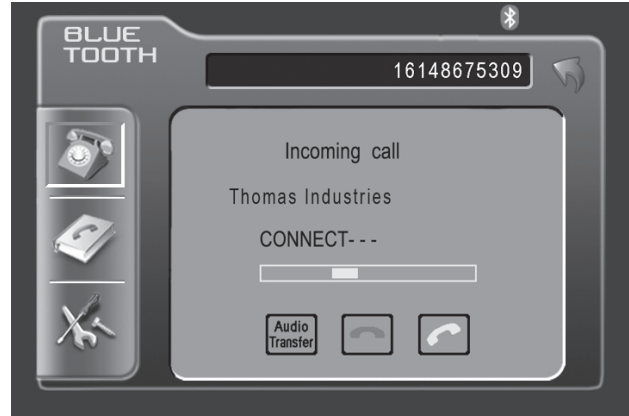 BLUE
TOOTH
16148675309
Incoming call
Thomas Industries
CONNECT---
Audio
Transfer